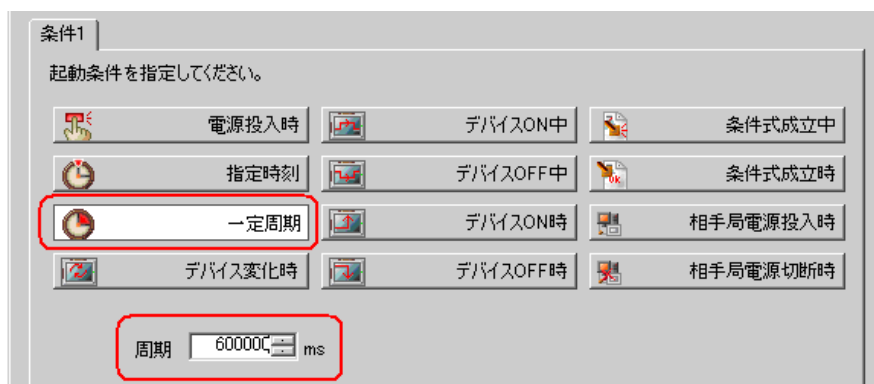 条件1
起動条件を指定してください。
電源投入時 デバイスON中 条件式成立中
指定時刻 デバイスOFF中 条件式成立時
一定周期 デバイスON時 相手局電源投入時
デバイス変化時 デバイスOFF時 相手局電源切断時
周期 ms